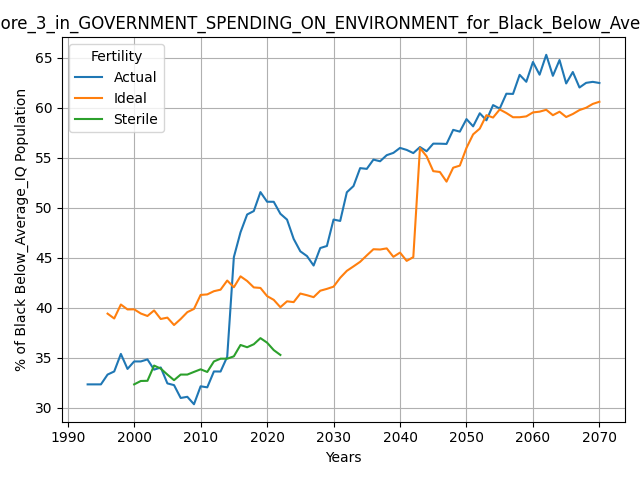 ore_3_in_GOVERNMENT_SPENDING_ON_ENVIRONMENT_for_Black_Below_Ave
Fertility
Actual
Ideal
Sterile
% of Black Below_Average_IQ Population
65
60
55
50
45
40
35
30
1990 2000 2010 2020 2030 2040 2050 2060 2070
Years